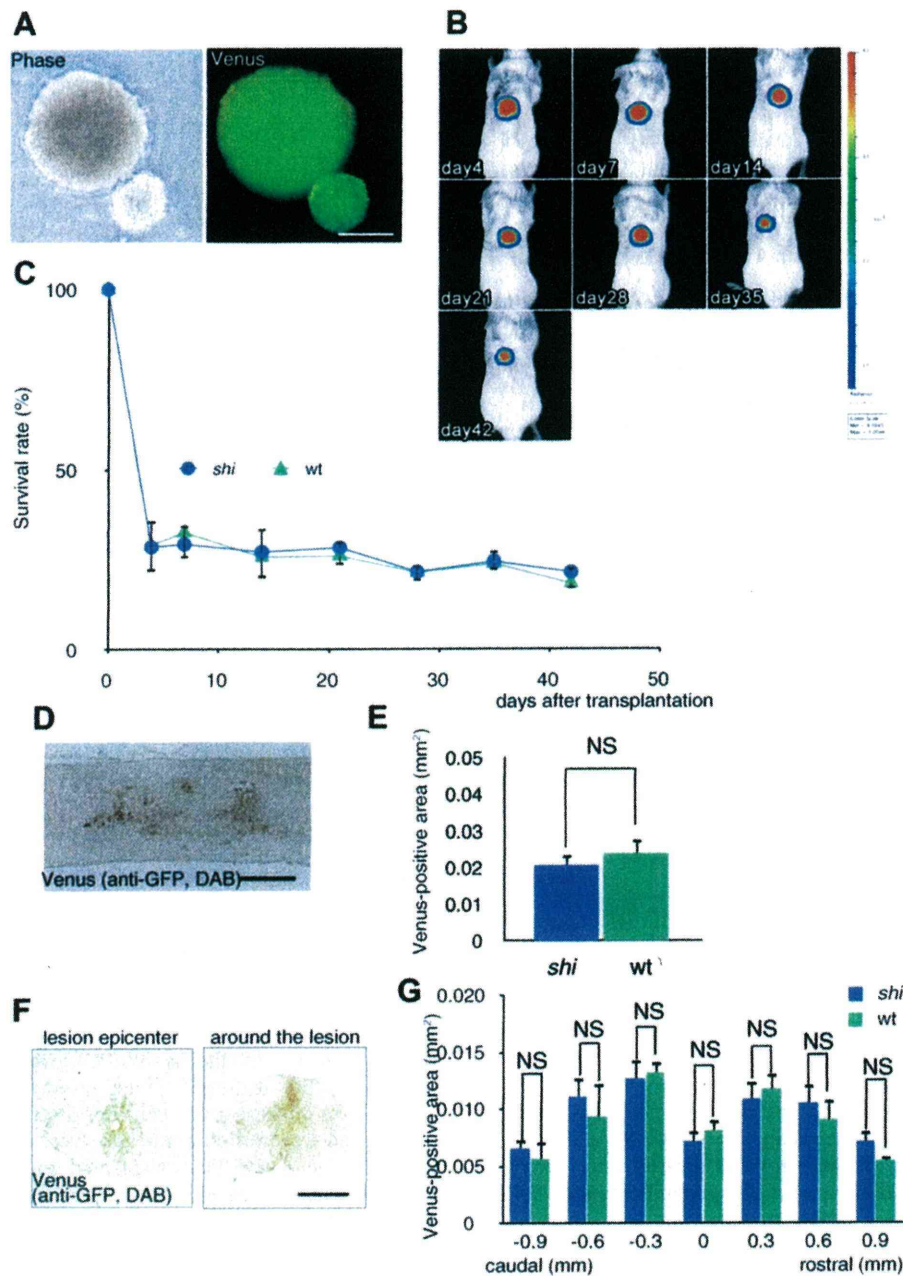 A
Phase
Venus
B
day4
day7
day14
day21
day28
day35
day42
C
Survival rate (%)
100
50
0
shi
wt
0 10 20 30 40 50
days after transplantation
D
Venus (anti-GFP, DAB)
E
Venus-positive area (mm²)
0.05
0.04
0.03
0.02
0.01
0
NS
shi
wt
F
lesion epicenter
around the lesion
Venus
(anti-GFP, DAB)
G
Venus-positive area (mm²)
0.020
0.015
0.010
0.005
0
shi
wt
NS NS NS NS NS NS NS
-0.9 -0.6 -0.3 0 0.3 0.6 0.9
caudal (mm)
rostral (mm)